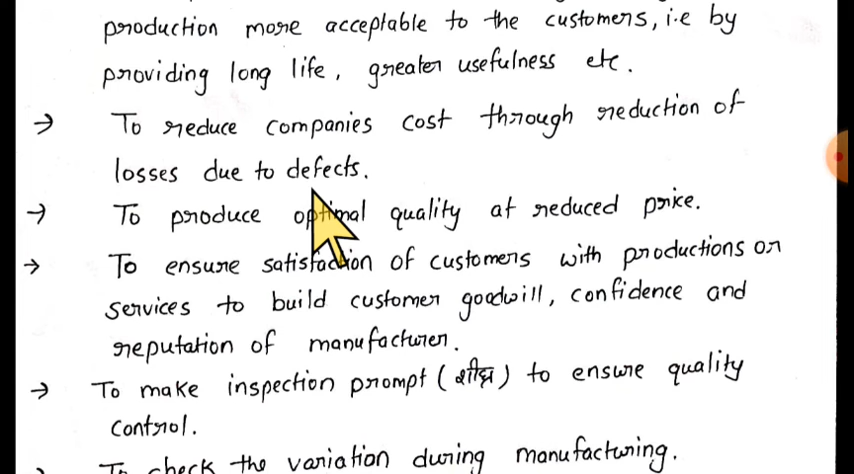 production more acceptable to the customers, i.e by
providing long life, greater usefulness etc.
→ To reduce companies cost through reduction of
losses due to defects.
→ To produce optimal quality at reduced price.
→ To ensure satisfaction of customers with productions or
services to build customer goodwill, confidence and
reputation of manufacturer.
→ To make inspection prompt (शीघ्र) to ensure quality
control.
To check the variation during manufacturing.